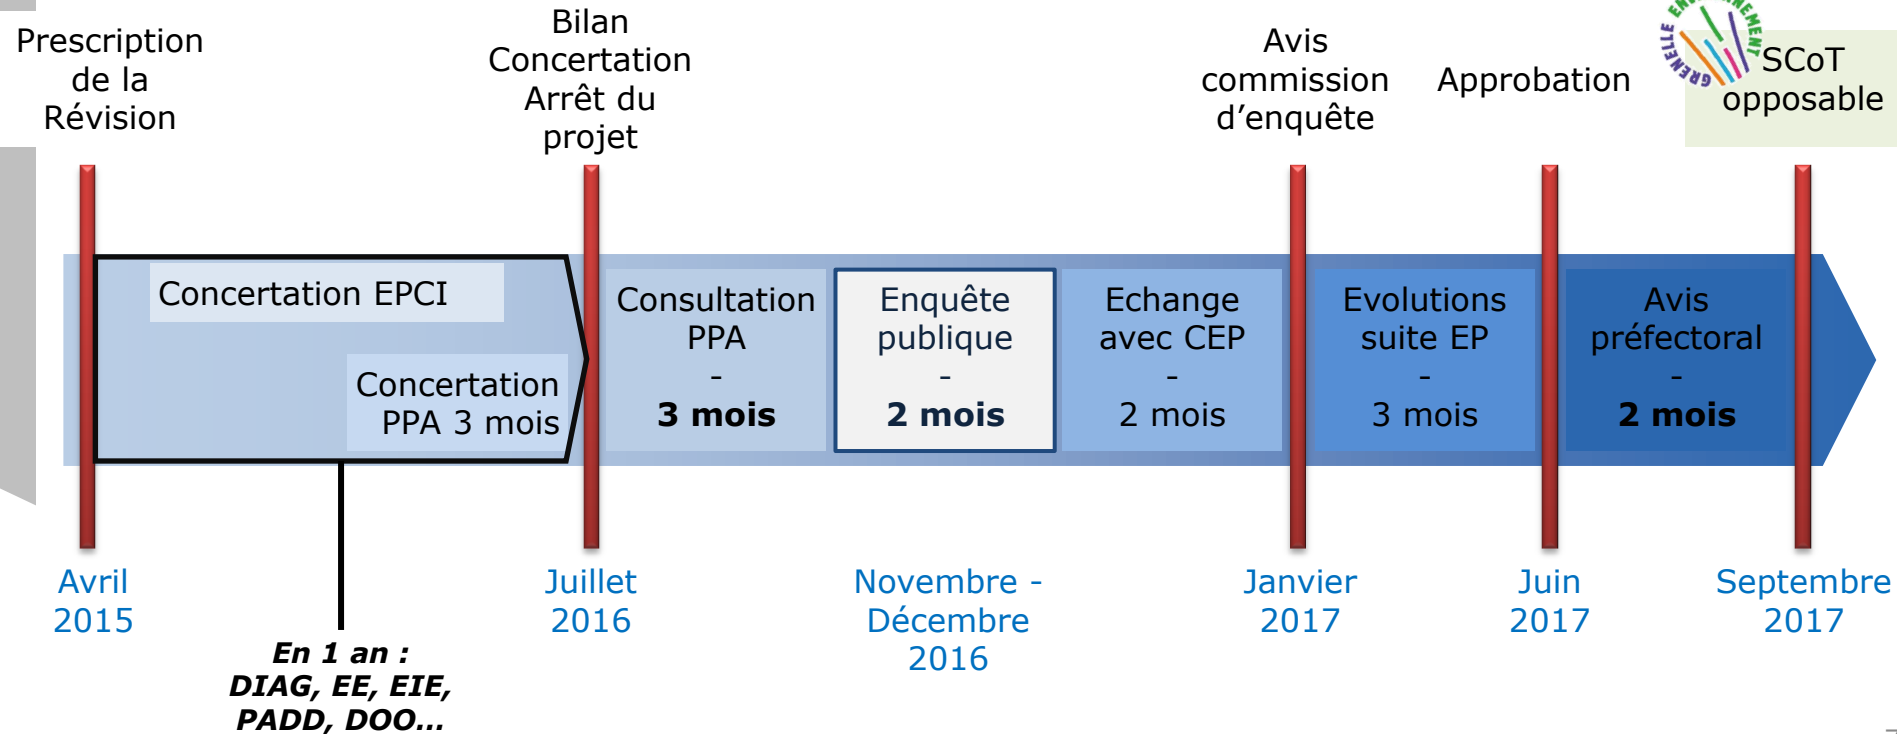 Prescription
de la
Révision
Bilan
Concertation
Arrêt du
projet
Avis
commission
d'enquête
Approbation
GRENELLE ENVIRONNEMENT
SCoT
opposable
Concertation EPCI
Concertation
PPA 3 mois
Consultation
PPA
-
3 mois
Enquête
publique
-
2 mois
Echange
avec CEP
-
2 mois
Evolutions
suite EP
-
3 mois
Avis
préfectoral
-
2 mois
Avril
2015
Juillet
2016
Novembre -
Décembre
2016
Janvier
2017
Juin
2017
Septembre
2017
En 1 an :
DIAG, EE, EIE,
PADD, DOO...